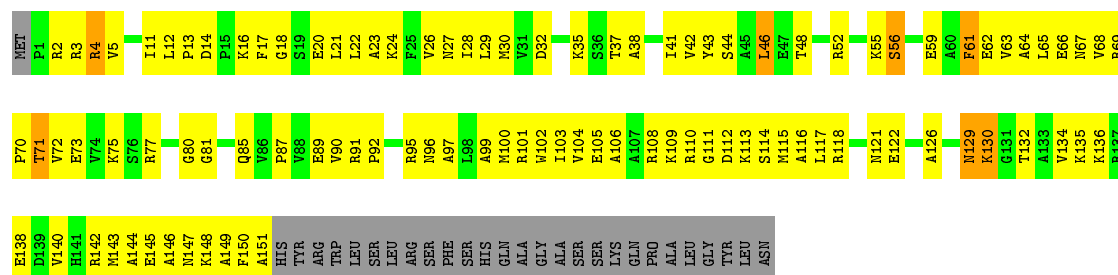 MET P1 R2 R3 R4 V5 I11 L12 P13 D14 P15 K16 F17 G18 S19 E20 L21 L22 A23 K24 F25 V26 N27 I28 L29 M30 V31 D32 K35 S36 T37 A38 I41 V42 Y43 S44 A45 L46 E47 T48 R52 K55 S56 E59 A60 F61 E62 V63 A64 L65 E66 N67 V68 R69
P70 T71 V72 E73 V74 K75 S76 R77 G80 G81 Q85 V86 P87 V88 E89 V90 R91 P92 R95 N96 A97 L98 A99 M100 R101 W102 I103 V104 E105 A106 A107 R108 K109 R110 G111 D112 K113 S114 M115 A116 L117 R118 N121 E122 A126 N129 K130 G131 T132 A133 V134 K135 K136 R137
E138 D139 V140 H141 R142 M143 A144 E145 A146 N147 K148 A149 F150 A151 HIS TYR ARG TRP LEU SER LEU ARG SER PHE SER HIS GLN ALA GLY ALA SER SER LYS GLN PRO ALA LEU GLY TYR LEU ASN